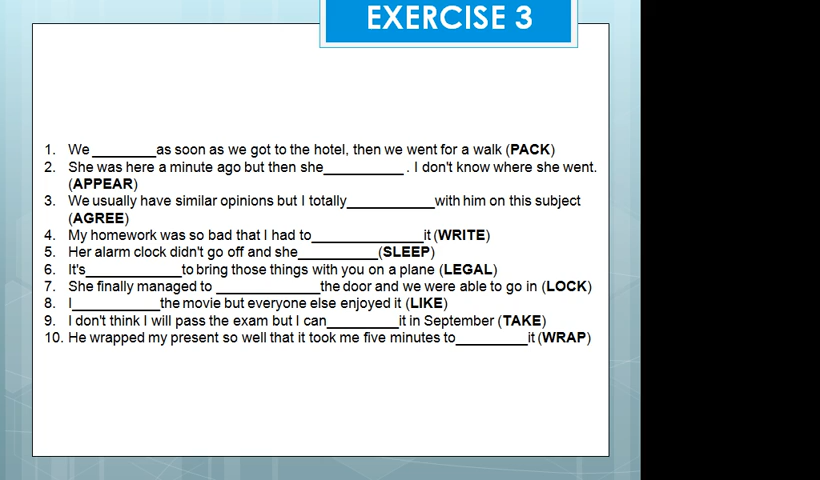 EXERCISE 3
1. We ________as soon as we got to the hotel, then we went for a walk (PACK)
2. She was here a minute ago but then she__________ . I don't know where she went.
(APPEAR)
3. We usually have similar opinions but I totally___________with him on this subject
(AGREE)
4. My homework was so bad that I had to______________it (WRITE)
5. Her alarm clock didn't go off and she__________(SLEEP)
6. It's____________to bring those things with you on a plane (LEGAL)
7. She finally managed to _____________the door and we were able to go in (LOCK)
8. I___________the movie but everyone else enjoyed it (LIKE)
9. I don't think I will pass the exam but I can_________it in September (TAKE)
10. He wrapped my present so well that it took me five minutes to_________it (WRAP)